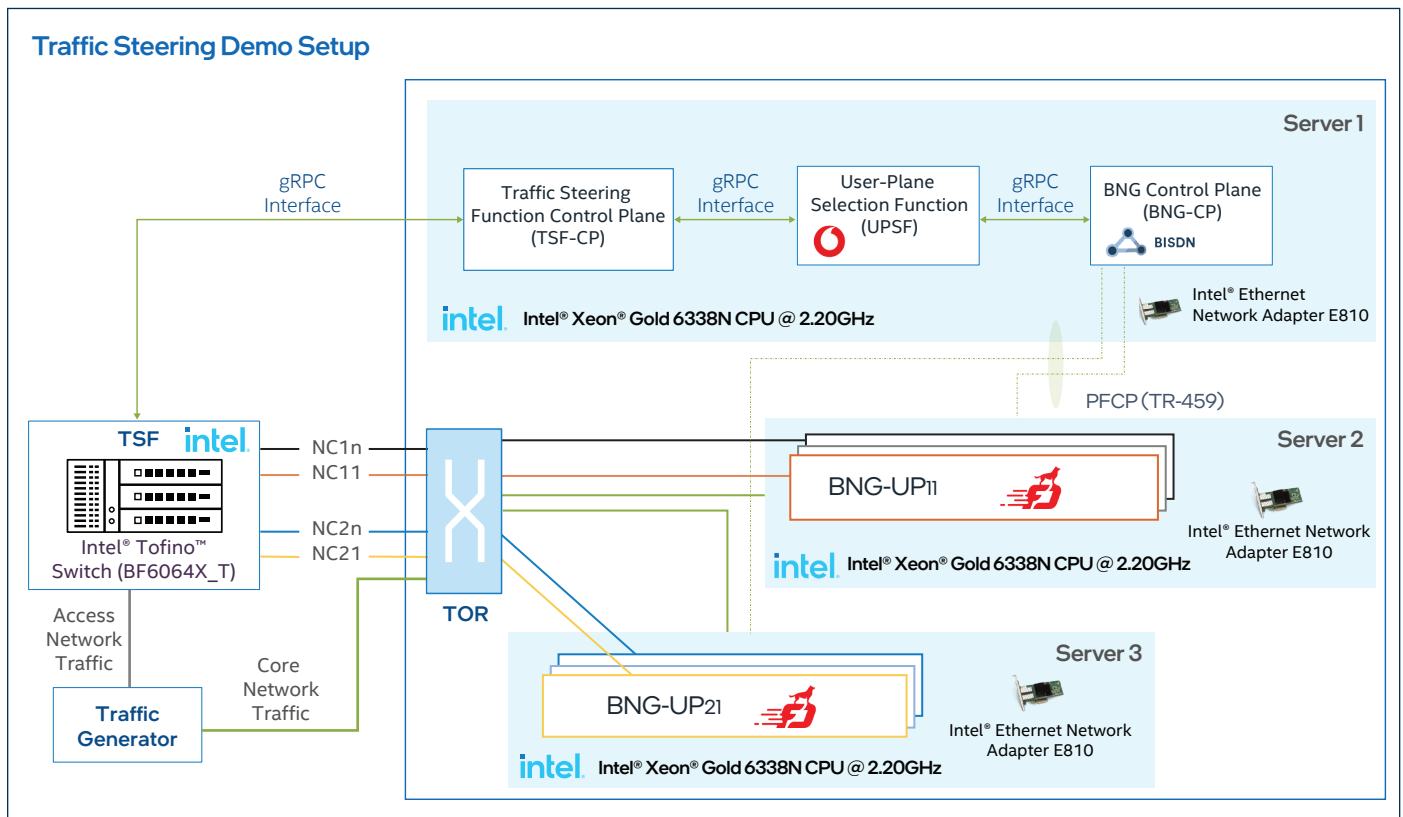 Traffic Steering Demo Setup
Server 1
gRPC
Interface
Traffic Steering
Function Control Plane
(TSF-CP)
gRPC
Interface
User-Plane
Selection Function
(UPSF)
gRPC
Interface
BNG Control Plane
(BNG-CP)
BISDN
intel.
Intel® Xeon® Gold 6338N CPU @ 2.20GHz
Intel® Ethernet
Network Adapter E810
PFCP (TR-459)
TSF
intel.
Intel® Tofino™
Switch (BF6064X_T)
NC1n
NC11
NC2n
NC21
TOR
Server 2
BNG-UP11
Intel® Ethernet Network
Adapter E810
intel.
Intel® Xeon® Gold 6338N CPU @ 2.20GHz
Access
Network
Traffic
Core
Network
Traffic
Traffic
Generator
Server 3
BNG-UP21
Intel® Ethernet Network
Adapter E810
intel.
Intel® Xeon® Gold 6338N CPU @ 2.20GHz